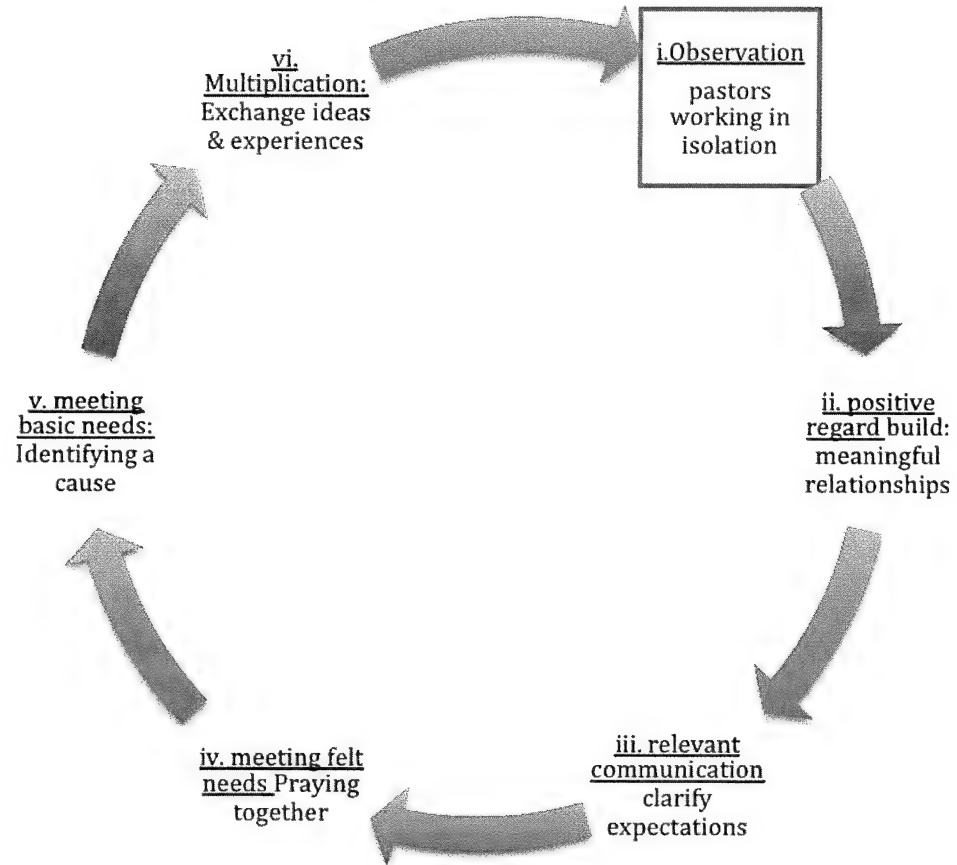 i.Observation
pastors
working in
isolation
ii. positive
regard build:
meaningful
relationships
iii. relevant
communication
clarify
expectations
iv. meeting felt
needs Praying
together
v. meeting
basic needs:
Identifying a
cause
vi.
Multiplication:
Exchange ideas
& experiences